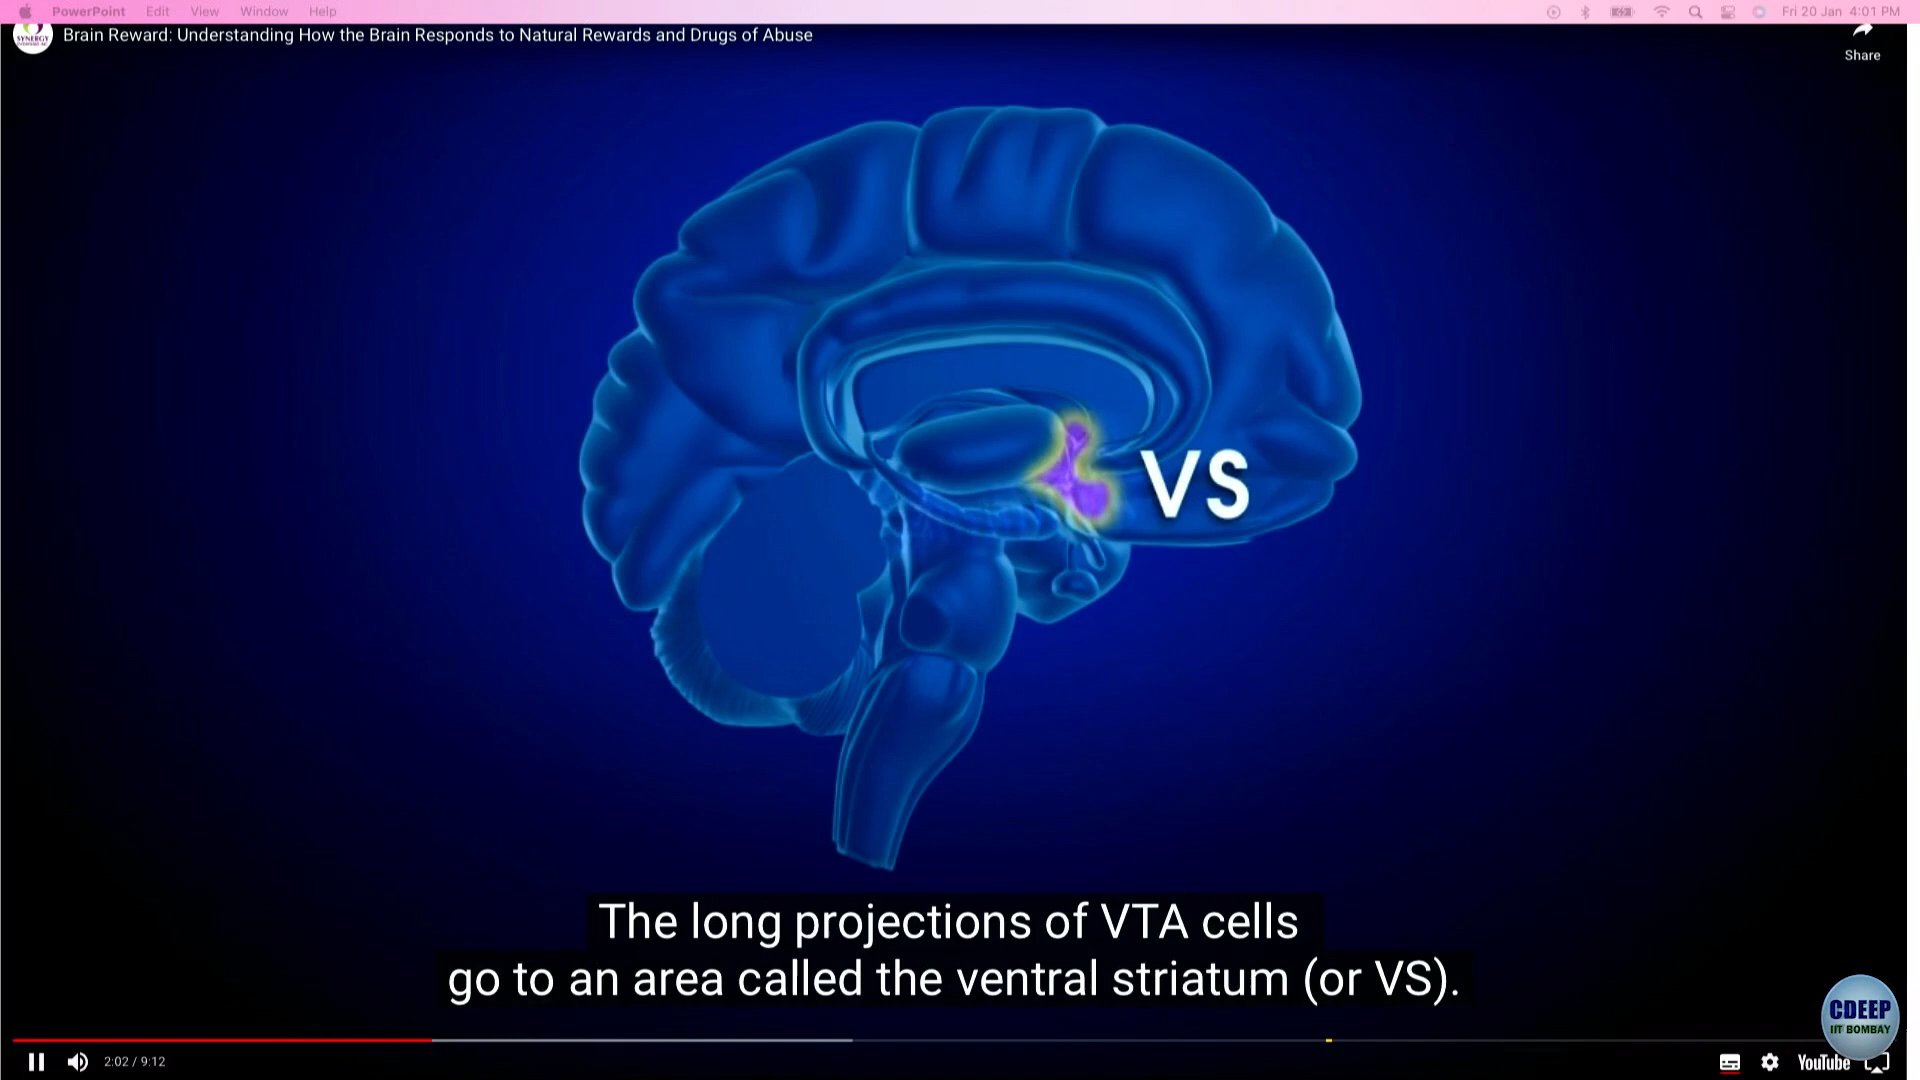 PowerPoint Edit View Window Help Fri 20 Jan 4:01 PM
SYNERGY
Brain Reward: Understanding How the Brain Responds to Natural Rewards and Drugs of Abuse
Share
VS
The long projections of VTA cells
go to an area called the ventral striatum (or VS).
CDEEP
IIT BOMBAY
2:02 / 9:12
YouTube